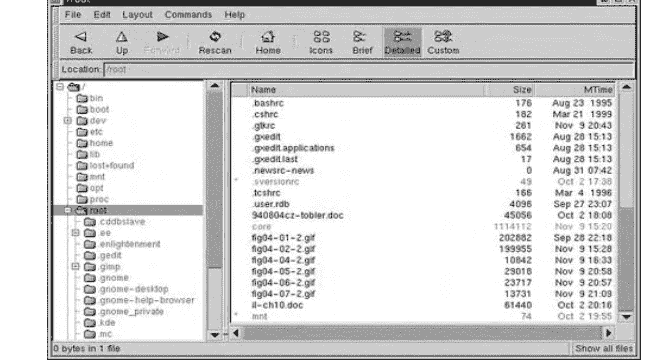 File Edit Layout Commands Help
Back Up Forward Rescan Home Icons Brief Detailed Custom
Location: /root
/
bin
boot
dev
etc
home
lib
lost+found
mnt
opt
proc
root
.cddbslave
.ee
.enlightenment
.gedit
.gimp
.gnome
.gnome-desktop
.gnome-help-browser
.gnome_private
.kde
.mc
Name Size MTime
.bashrc 176 Aug 23 1995
.cshrc 182 Mar 21 1999
.gtkrc 261 Nov 9 20:43
.gxedit 1662 Aug 28 15:13
.gxedit.applications 654 Aug 28 15:13
.gxedit.last 17 Aug 28 15:13
.newsrc-news 0 Aug 31 07:42
.sversionrc 49 Oct 2 17:38
.tcshrc 166 Mar 4 1996
.user.rdb 4096 Sep 27 23:07
940804cz-tobler.doc 45056 Oct 2 18:08
core 1114112 Nov 9 15:20
fig04-01-2.gif 202882 Sep 28 22:18
fig04-02-2.gif 199955 Nov 9 15:28
fig04-04-2.gif 10842 Nov 9 16:33
fig04-05-2.gif 29018 Nov 9 20:58
fig04-06-2.gif 23717 Nov 9 20:57
fig04-07-2.gif 13731 Nov 9 21:09
il-ch10.doc 61440 Oct 2 20:16
mnt 74 Oct 2 19:55
0 bytes in 1 file Show all files